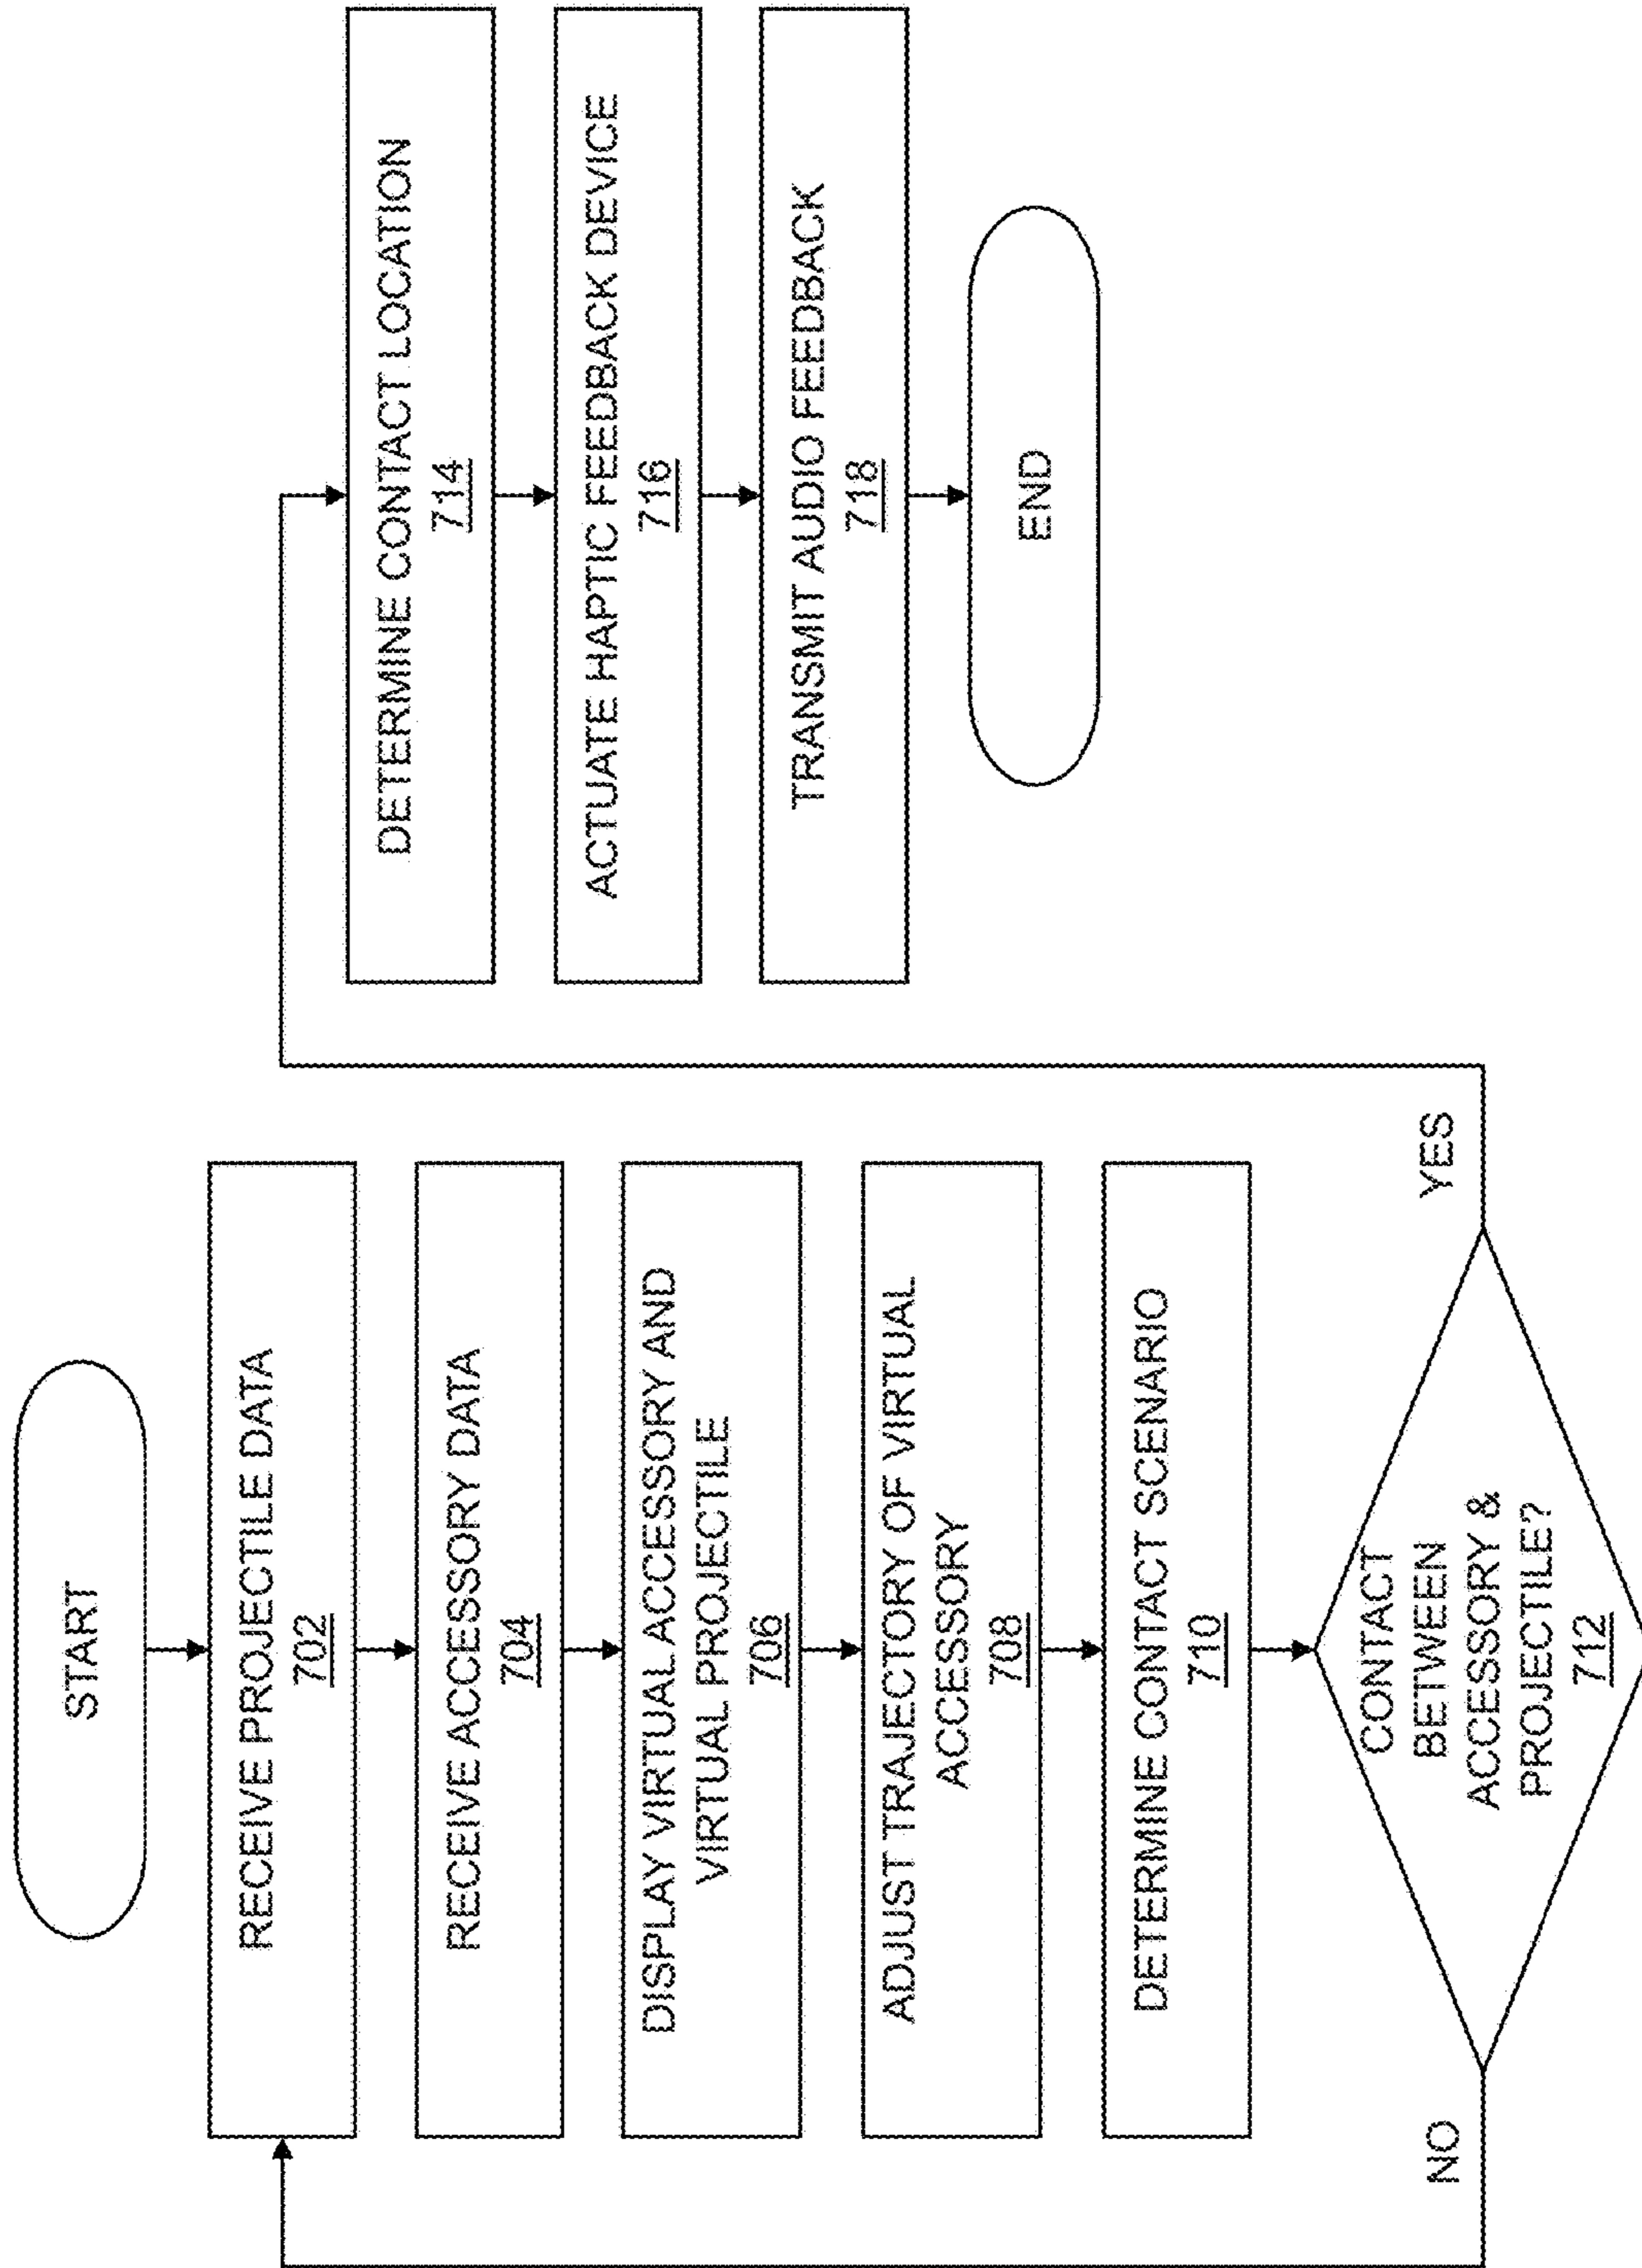 START
RECEIVE PROJECTILE DATA
702
RECEIVE ACCESSORY DATA
704
DISPLAY VIRTUAL ACCESSORY AND
VIRTUAL PROJECTILE
706
ADJUST TRAJECTORY OF VIRTUAL
ACCESSORY
708
DETERMINE CONTACT SCENARIO
710
CONTACT
BETWEEN
ACCESSORY &
PROJECTILE?
712
NO
YES
DETERMINE CONTACT LOCATION
714
ACTUATE HAPTIC FEEDBACK DEVICE
716
TRANSMIT AUDIO FEEDBACK
718
END